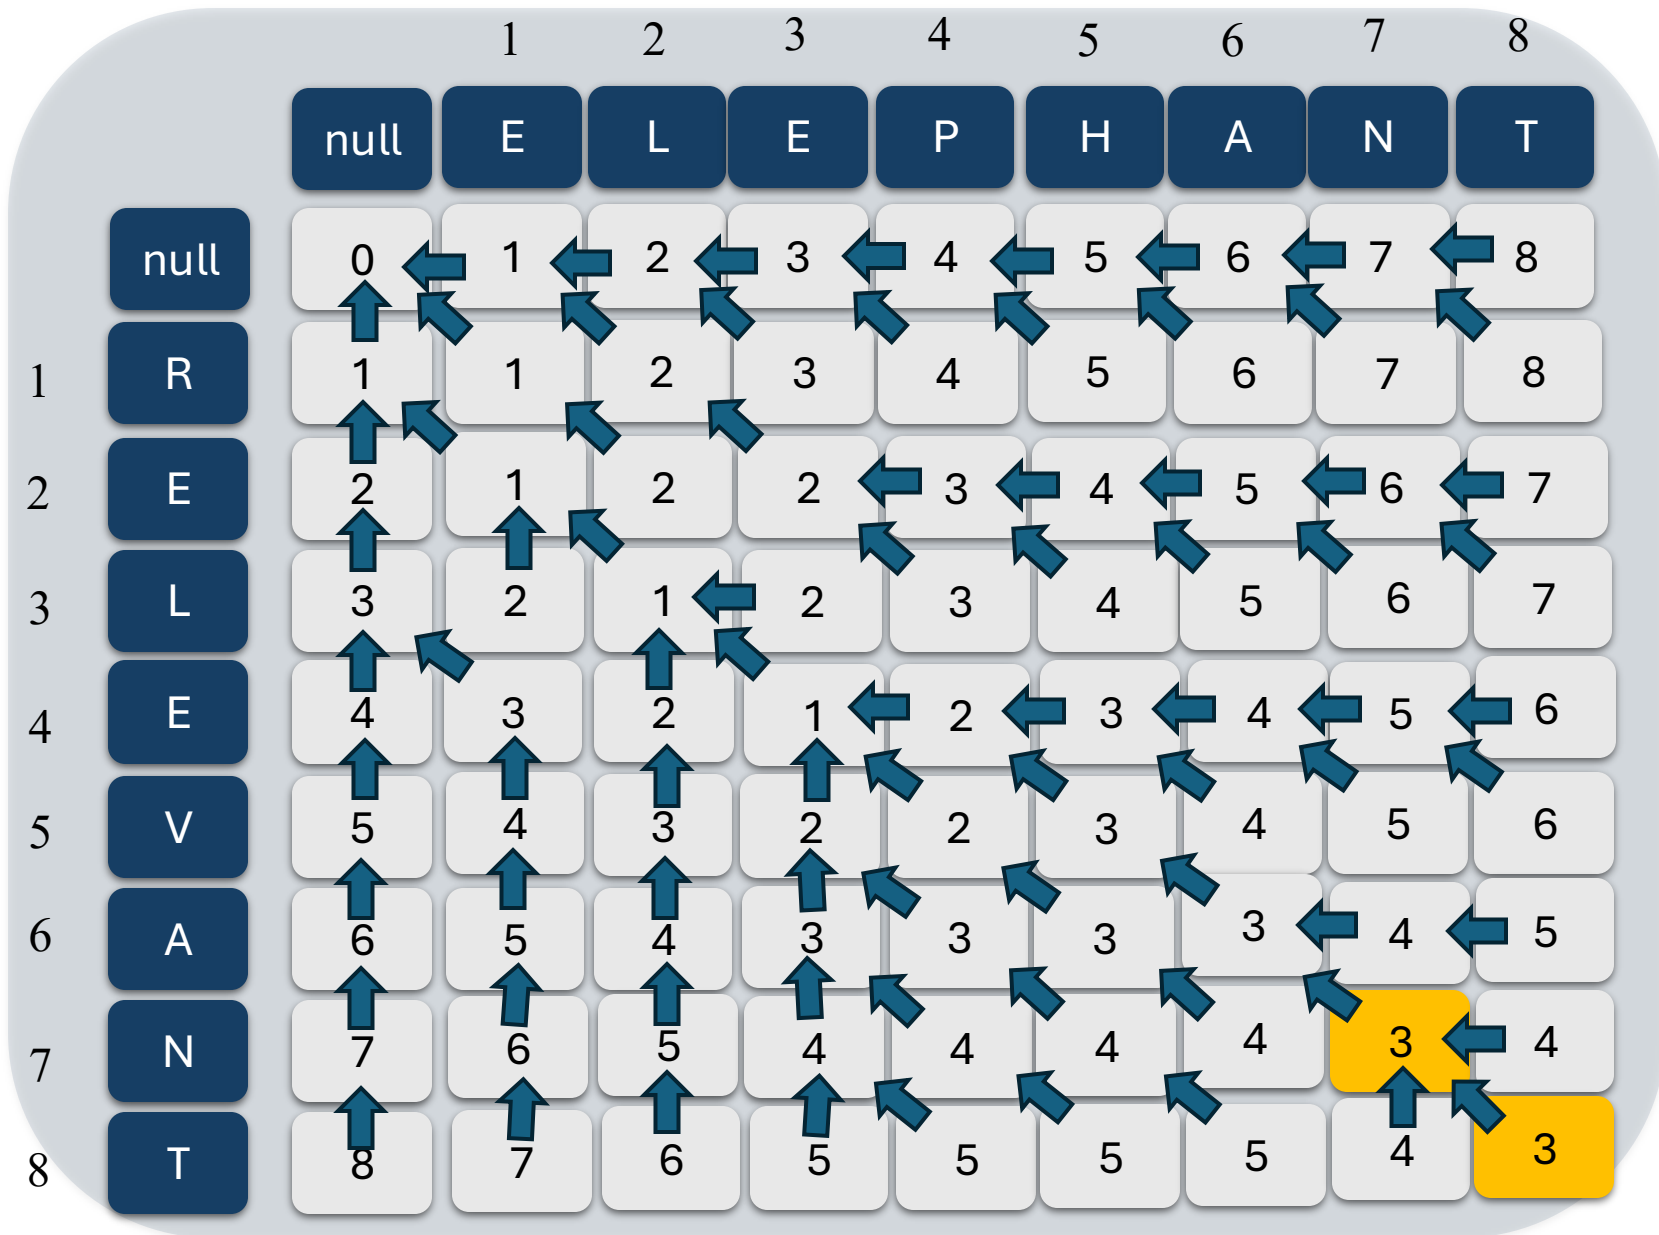 1 2 3 4 5 6 7 8
null E L E P H A N T
null 0 1 2 3 4 5 6 7 8
1 R 1 1 2 3 4 5 6 7 8
2 E 2 1 2 2 3 4 5 6 7
3 L 3 2 1 2 3 4 5 6 7
4 E 4 3 2 1 2 3 4 5 6
5 V 5 4 3 2 2 3 4 5 6
6 A 6 5 4 3 3 3 3 4 5
7 N 7 6 5 4 4 4 4 3 4
8 T 8 7 6 5 5 5 5 4 3